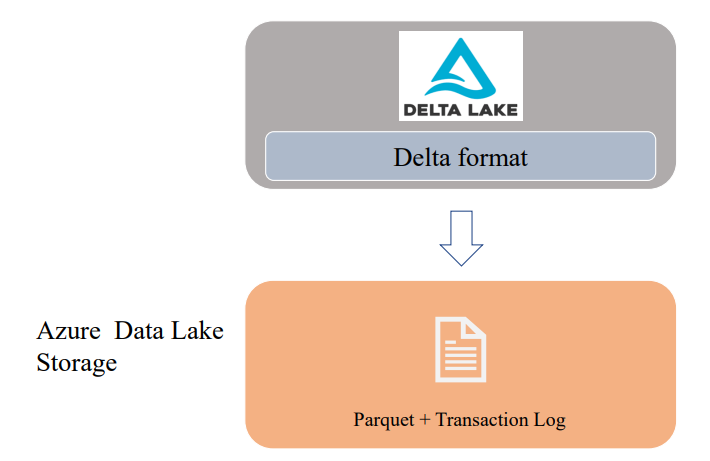 DELTA LAKE
Delta format
Azure Data Lake
Storage
Parquet + Transaction Log